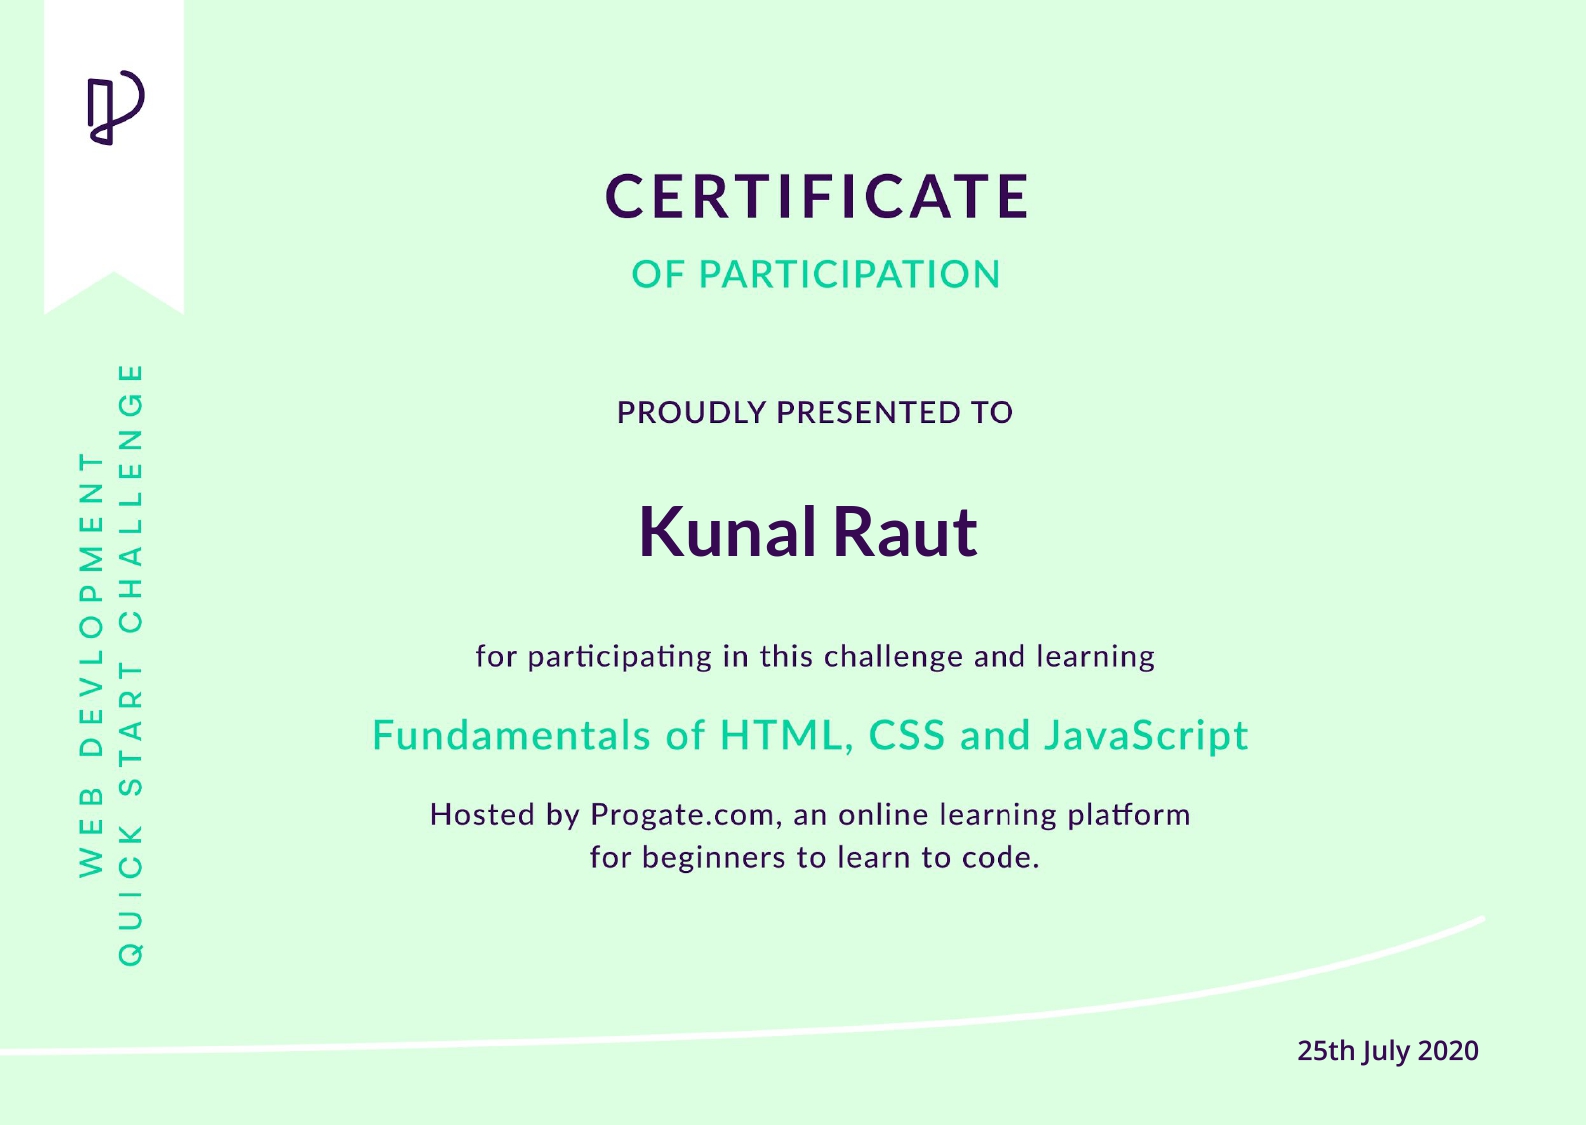 CERTIFICATE
OF PARTICIPATION
PROUDLY PRESENTED TO
Kunal Raut
for participating in this challenge and learning
Fundamentals of HTML, CSS and JavaScript
Hosted by Progate.com, an online learning platform
for beginners to learn to code.
WEB DEVLOPMENT
QUICK START CHALLENGE
25th July 2020